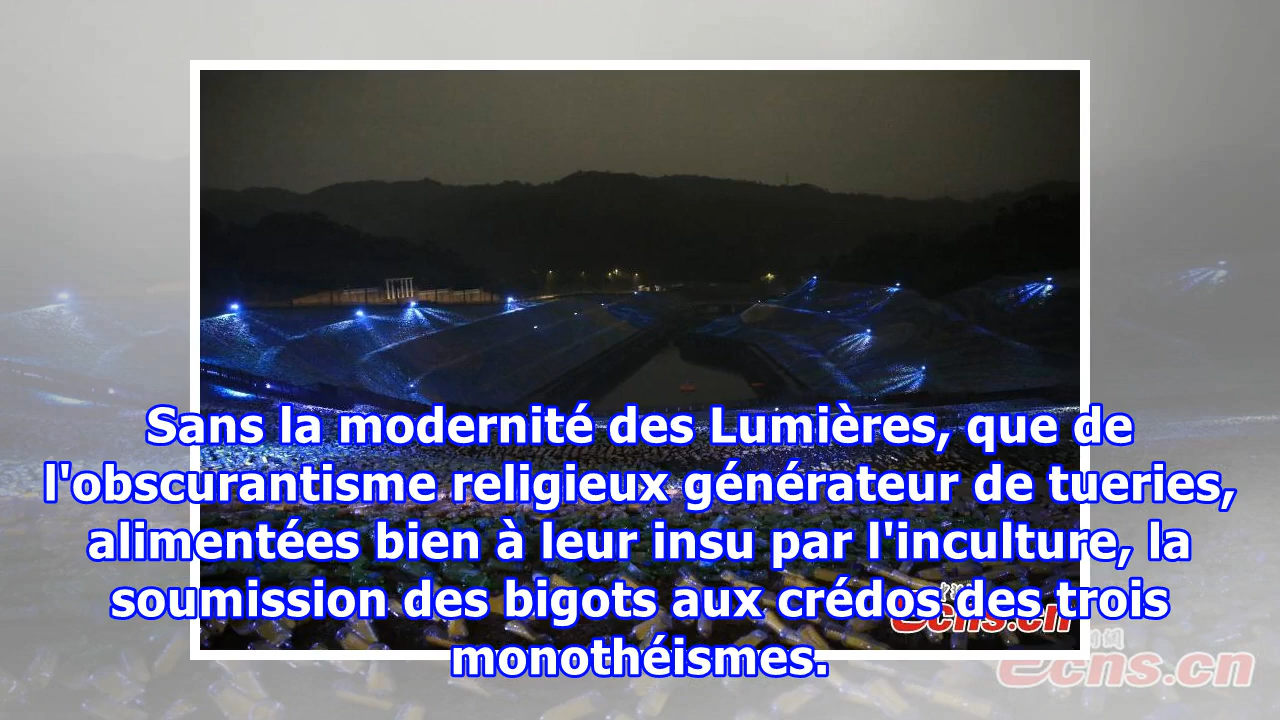 Sans la modernité des Lumières, que de
l'obscurantisme religieux générateur de tueries,
alimentées bien à leur insu par l'inculture, la
soumission des bigots aux crédos des trois
monothéismes.
ecns.cn
ecns.cn